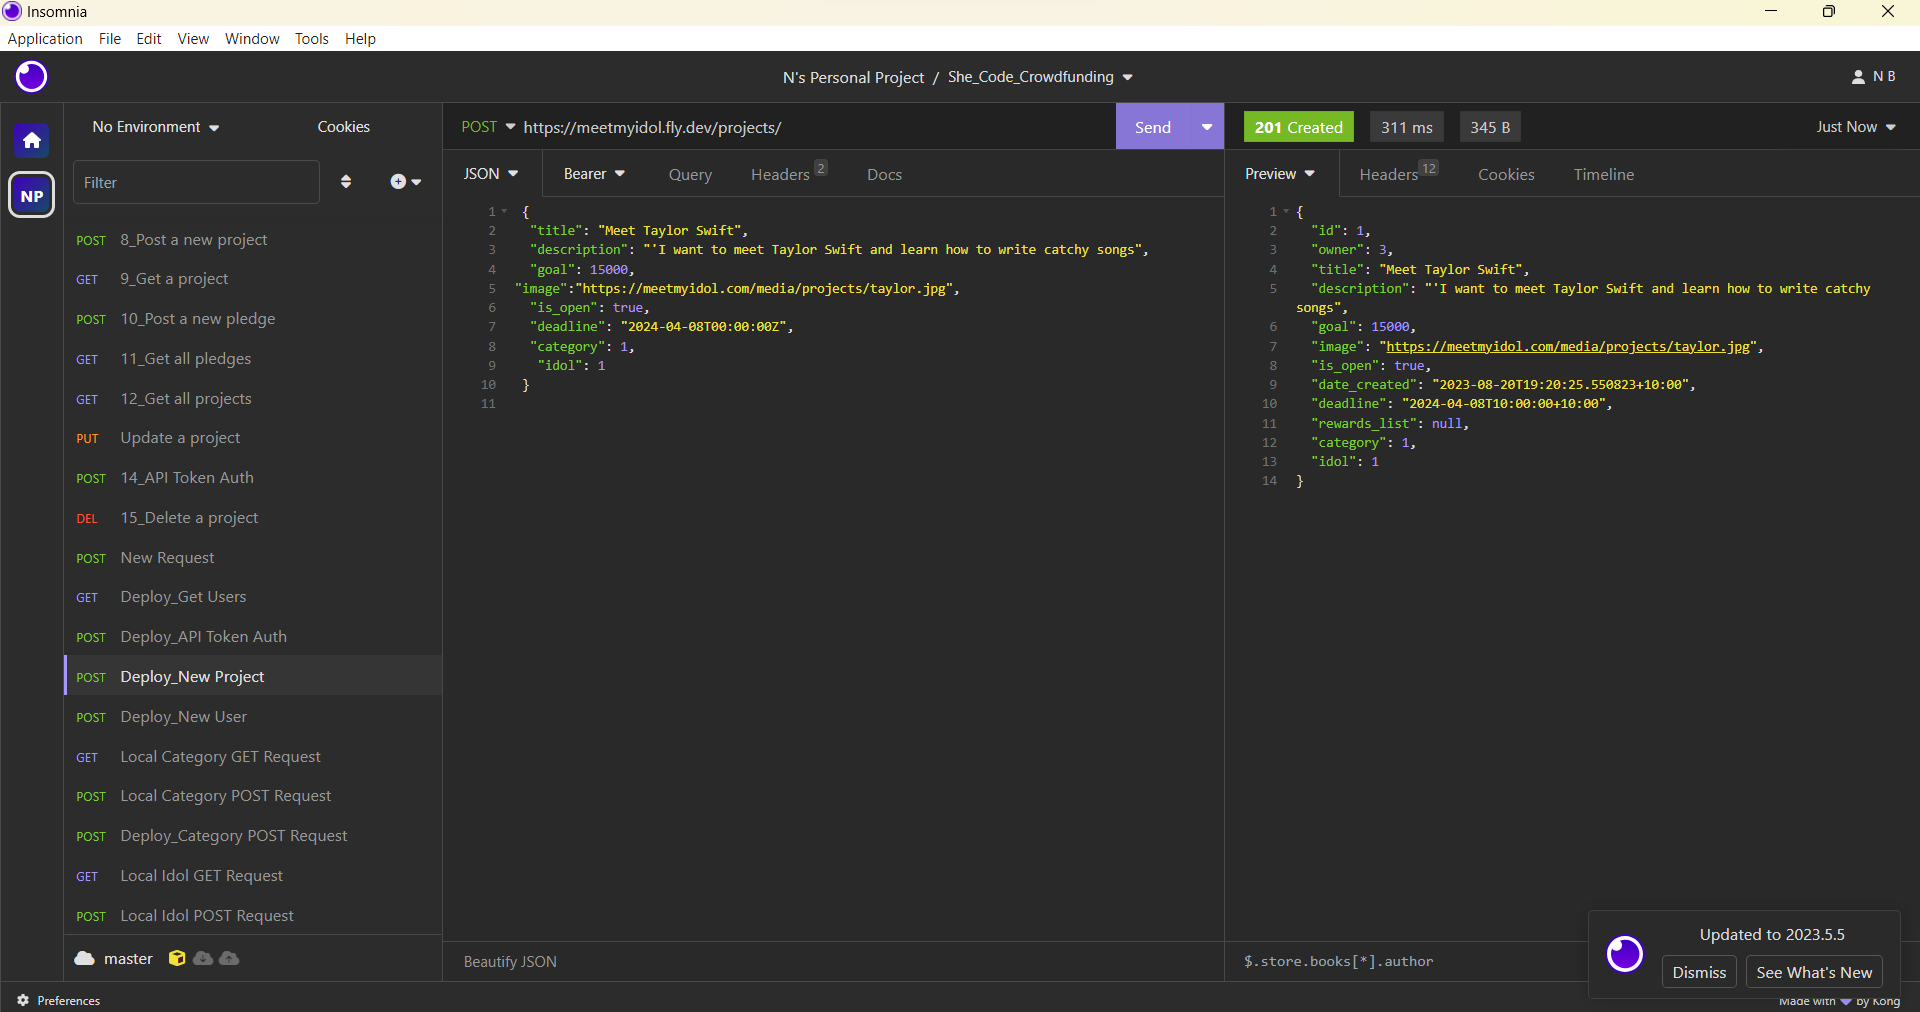 Insomnia
Application File Edit View Window Tools Help
N's Personal Project / She_Code_Crowdfunding
N B
No Environment
Cookies
NP
Filter
POST 8_Post a new project
GET 9_Get a project
POST 10_Post a new pledge
GET 11_Get all pledges
GET 12_Get all projects
PUT Update a project
POST 14_API Token Auth
DEL 15_Delete a project
POST New Request
GET Deploy_Get Users
POST Deploy_API Token Auth
POST Deploy_New Project
POST Deploy_New User
GET Local Category GET Request
POST Local Category POST Request
POST Deploy_Category POST Request
GET Local Idol GET Request
POST Local Idol POST Request
master
Preferences
POST https://meetmyidol.fly.dev/projects/
Send
JSON Bearer Query Headers 2 Docs
1 {
2 "title": "Meet Taylor Swift",
3 "description": "'I want to meet Taylor Swift and learn how to write catchy songs",
4 "goal": 15000,
5 "image":"https://meetmyidol.com/media/projects/taylor.jpg",
6 "is_open": true,
7 "deadline": "2024-04-08T00:00:00Z",
8 "category": 1,
9 "idol": 1
10 }
11
Beautify JSON
201 Created 311 ms 345 B Just Now
Preview Headers 12 Cookies Timeline
1 {
2 "id": 1,
3 "owner": 3,
4 "title": "Meet Taylor Swift",
5 "description": "'I want to meet Taylor Swift and learn how to write catchy
songs",
6 "goal": 15000,
7 "image": "https://meetmyidol.com/media/projects/taylor.jpg",
8 "is_open": true,
9 "date_created": "2023-08-20T19:20:25.550823+10:00",
10 "deadline": "2024-04-08T10:00:00+10:00",
11 "rewards_list": null,
12 "category": 1,
13 "idol": 1
14 }
$.store.books[*].author
Updated to 2023.5.5
Dismiss See What's New
Made with by Kong